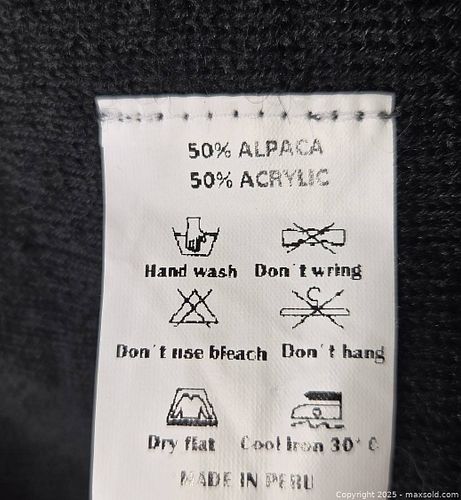 50% ALPACA
50% ACRYLIC
Hand wash Don't wring
Don't use bleach Don't hang
Dry flat Cool Iron 30° C
MADE IN PERU
Copyright © 2025 - maxsold.com